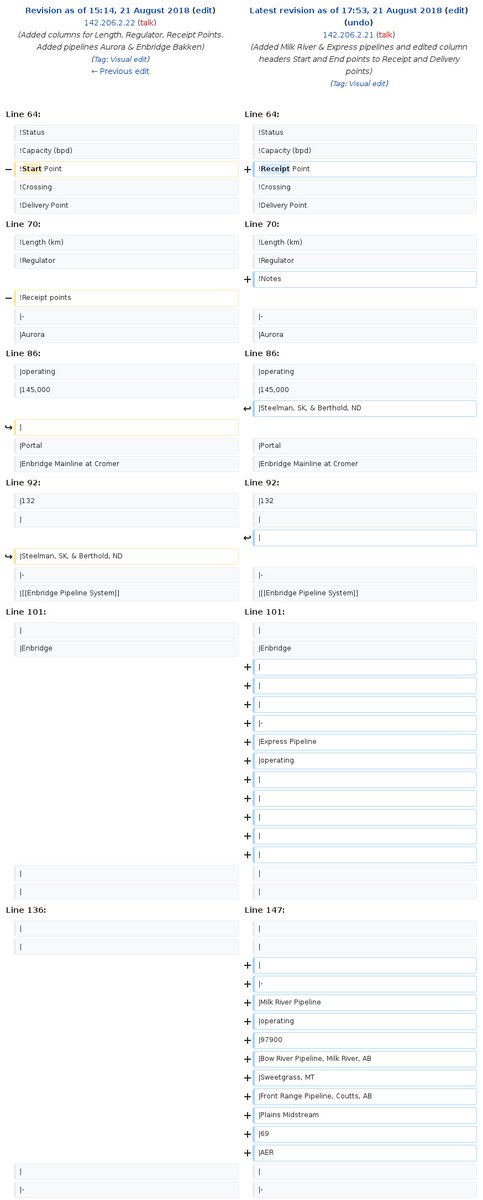 Revision as of 15:14, 21 August 2018 (edit)
142.206.2.22 (talk)
(Added columns for Length, Regulator, Receipt Points.
Added pipelines Aurora & Enbridge Bakken)
(Tag: Visual edit)
← Previous edit
Latest revision as of 17:53, 21 August 2018 (edit)
(undo)
142.206.2.21 (talk)
(Added Milk River & Express pipelines and edited column
headers Start and End points to Receipt and Delivery
points)
(Tag: Visual edit)
Line 64: Line 64:
!Status !Status
!Capacity (bpd) !Capacity (bpd)
− !Start Point + !Receipt Point
!Crossing !Crossing
!Delivery Point !Delivery Point
Line 70: Line 70:
!Length (km) !Length (km)
!Regulator !Regulator
+ !Notes
− !Receipt points
|- |-
|Aurora |Aurora
Line 86: Line 86:
|operating |operating
|145,000 |145,000
↩ |Steelman, SK, & Berthold, ND
↪ |
|Portal |Portal
|Enbridge Mainline at Cromer |Enbridge Mainline at Cromer
Line 92: Line 92:
|132 |132
| |
↩ |
↪ |Steelman, SK, & Berthold, ND
|- |-
|[[Enbridge Pipeline System]] |[[Enbridge Pipeline System]]
Line 101: Line 101:
| |
|Enbridge |Enbridge
+ |
+ |
+ |
+ |-
+ |Express Pipeline
+ |operating
+ |
+ |
+ |
+ |
+ |
| |
| |
Line 136: Line 147:
| |
| |
+ |
+ |-
+ |Milk River Pipeline
+ |operating
+ |97900
+ |Bow River Pipeline, Milk River, AB
+ |Sweetgrass, MT
+ |Front Range Pipeline, Coutts, AB
+ |Plains Midstream
+ |69
+ |AER
| |
|- |-